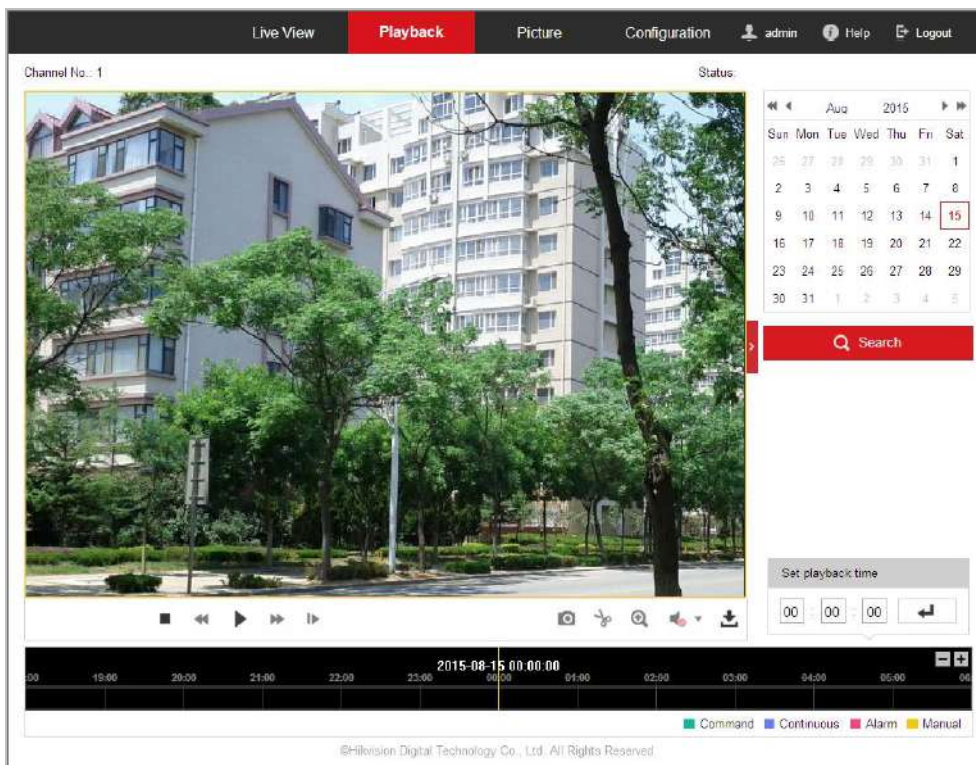 Live View Playback Picture Configuration admin Help Logout
Channel No.: 1 Status:
Aug 2015
Sun Mon Tue Wed Thu Fri Sat
26 27 28 29 30 31 1
2 3 4 5 6 7 8
9 10 11 12 13 14 15
16 17 18 19 20 21 22
23 24 25 26 27 28 29
30 31 1 2 3 4 5
Search
Set playback time
00 : 00 : 00
2015-08-15 00:00:00
:00 19:00 20:00 21:00 22:00 23:00 00:00 01:00 02:00 03:00 04:00 05:00 06:
Command Continuous Alarm Manual
©Hikvision Digital Technology Co., Ltd. All Rights Reserved.